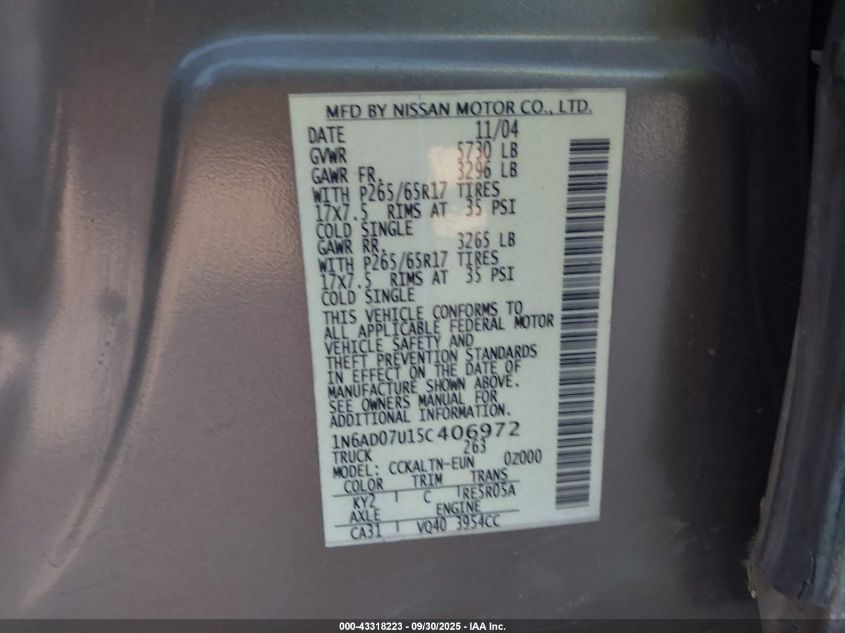 MFD BY NISSAN MOTOR CO., LTD.
DATE 11/04
GVWR 5730 LB
GAWR FR. 3296 LB
WITH P265/65R17 TIRES
17X7.5 RIMS AT 35 PSI
COLD SINGLE
GAWR RR. 3265 LB
WITH P265/65R17 TIRES
17X7.5 RIMS AT 35 PSI
COLD SINGLE
THIS VEHICLE CONFORMS TO
ALL APPLICABLE FEDERAL MOTOR
VEHICLE SAFETY AND
THEFT PREVENTION STANDARDS
IN EFFECT ON THE DATE OF
MANUFACTURE SHOWN ABOVE.
SEE OWNERS MANUAL FOR
ADDITIONAL INFORMATION.
1N6AD07U15C406972
TRUCK 263
MODEL: CCKALTN-EUN 0Z000
COLOR TRIM TRANS
KY2 C RE5R05A
AXLE ENGINE
CA31 VQ40 3954CC
000-43318223 - 09/30/2025 - IAA Inc.